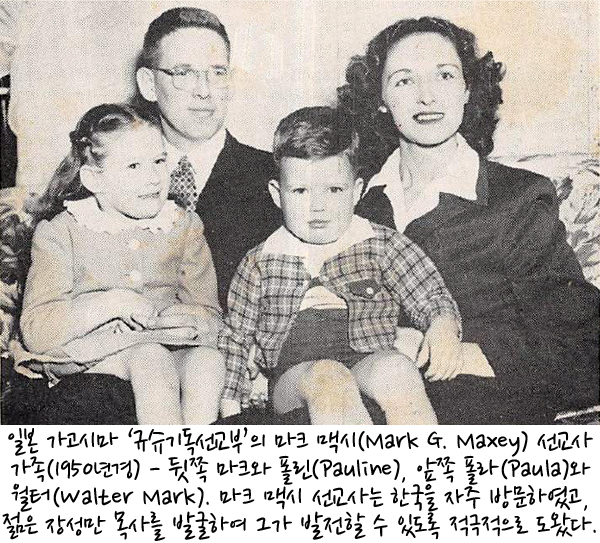 일본 가고시마 '큐슈기독선교부'의 마크 맥시(Mark G. Maxey) 선교사
가족(1950년경) - 뒷쪽 마크와 폴린(Pauline), 앞쪽 폴라(Paula)와
월터(Walter Mark). 마크 맥시 선교사는 한국을 자주 방문하였고,
젊은 장성만 목사를 발굴하여 그가 발전할 수 있도록 적극적으로 도왔다.